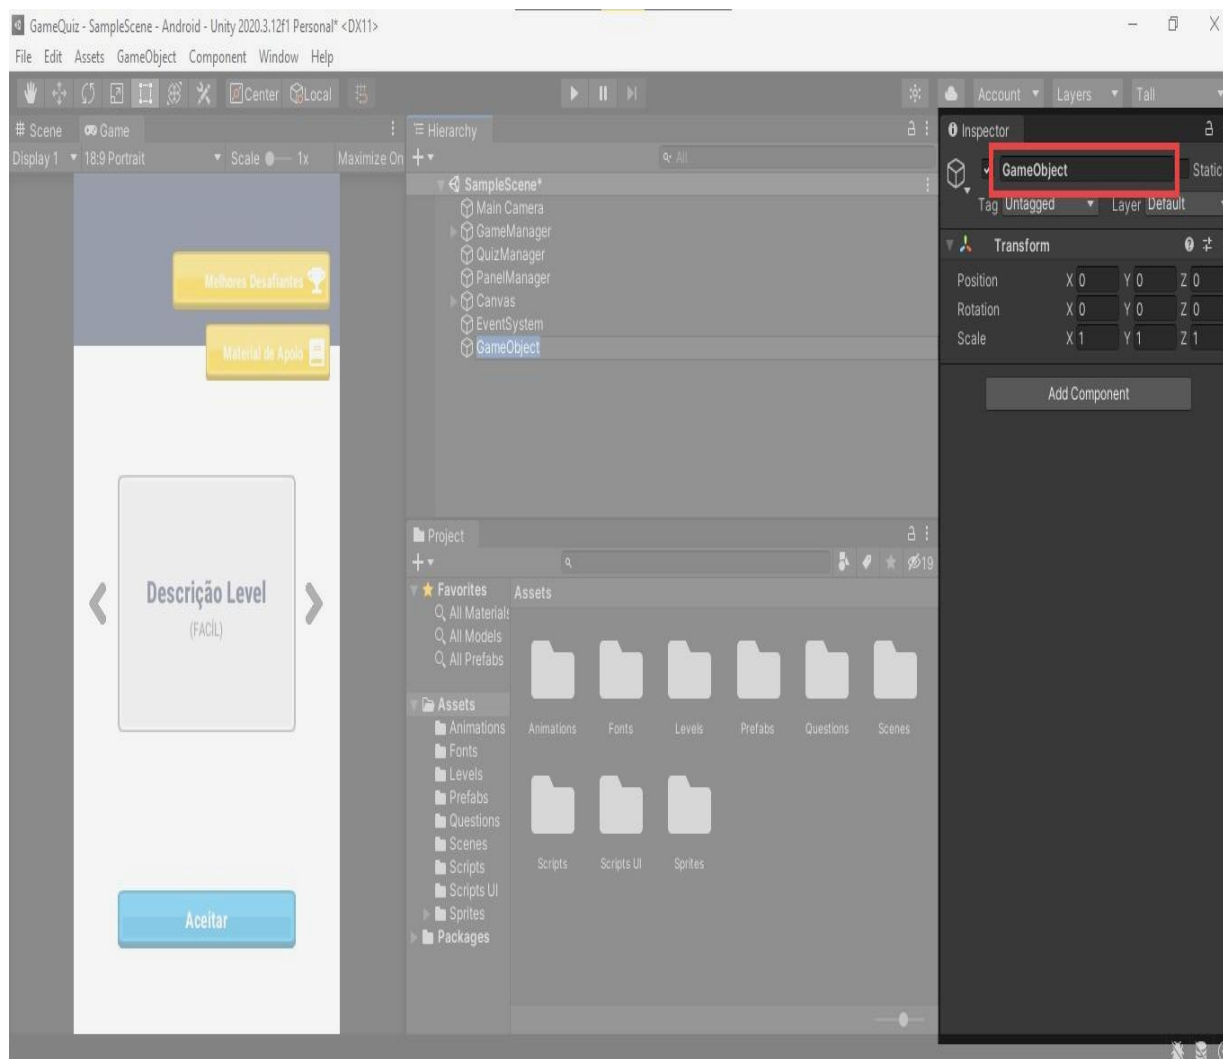 GameQuiz - SampleScene - Android - Unity 2020.3.12f1 Personal* <DX11>
File Edit Assets GameObject Component Window Help
Center Local Account Layers Tall
Scene Game
Display 1 18:9 Portrait Scale 1x Maximize On
Melhores Desafiantes
Material de Apoio
Descrição Level
(FACÍL)
Aceitar
Hierarchy
All
SampleScene*
Main Camera
GameManager
QuizManager
PanelManager
Canvas
EventSystem
GameObject
Project
19
Favorites
All Materials
All Models
All Prefabs
Assets
Animations
Fonts
Levels
Prefabs
Questions
Scenes
Scripts
Scripts UI
Sprites
Packages
Assets
Animations Fonts Levels Prefabs Questions Scenes
Scripts Scripts UI Sprites
Inspector
GameObject Static
Tag Untagged Layer Default
Transform
Position X 0 Y 0 Z 0
Rotation X 0 Y 0 Z 0
Scale X 1 Y 1 Z 1
Add Component